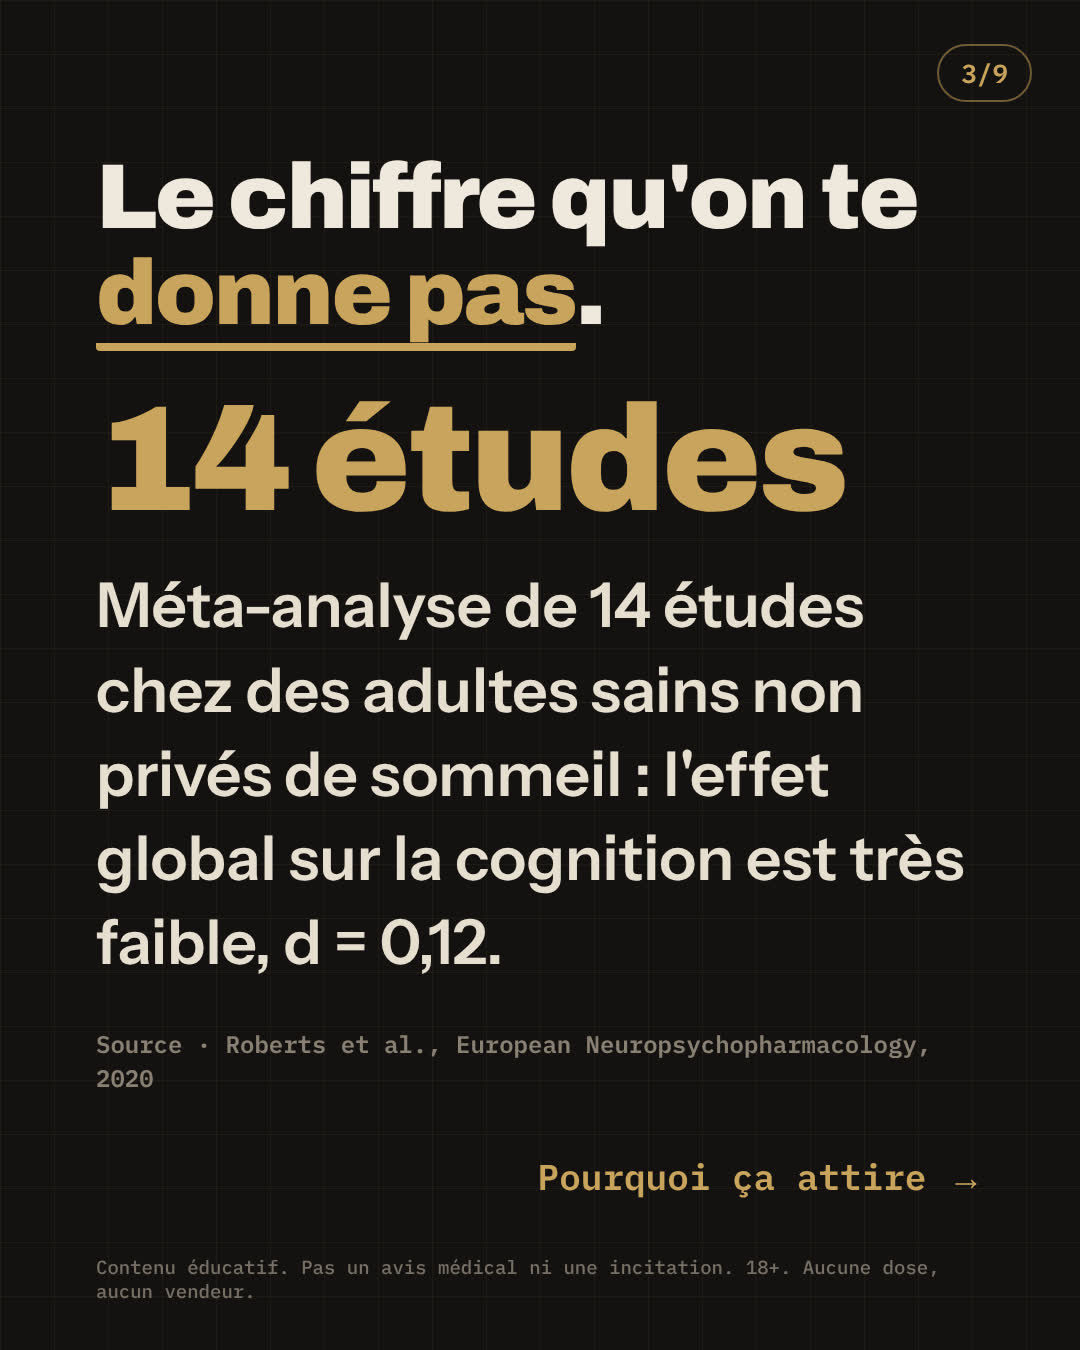 3/9
Le chiffre qu'on te
donne pas.
14 études
Méta-analyse de 14 études
chez des adultes sains non
privés de sommeil : l'effet
global sur la cognition est très
faible, d = 0,12.
Source · Roberts et al., European Neuropsychopharmacology,
2020
Pourquoi ça attire →
Contenu éducatif. Pas un avis médical ni une incitation. 18+. Aucune dose,
aucun vendeur.